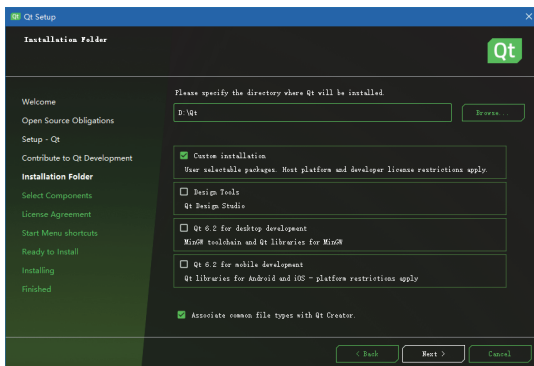 Qt Setup
Installation Folder
Qt
Welcome
Open Source Obligations
Setup - Qt
Contribute to Qt Development
Installation Folder
Select Components
License Agreement
Start Menu shortcuts
Ready to Install
Installing
Finished
Please specify the directory where Qt will be installed.
D:\Qt
Browse...
Custom installation
User selectable packages. Host platform and developer license restrictions apply.
Design Tools
Qt Design Studio
Qt 6.2 for desktop development
MinGW toolchain and Qt libraries for MinGW
Qt 6.2 for mobile development
Qt libraries for Android and iOS - platform restrictions apply
Associate common file types with Qt Creator.
< Back
Next >
Cancel